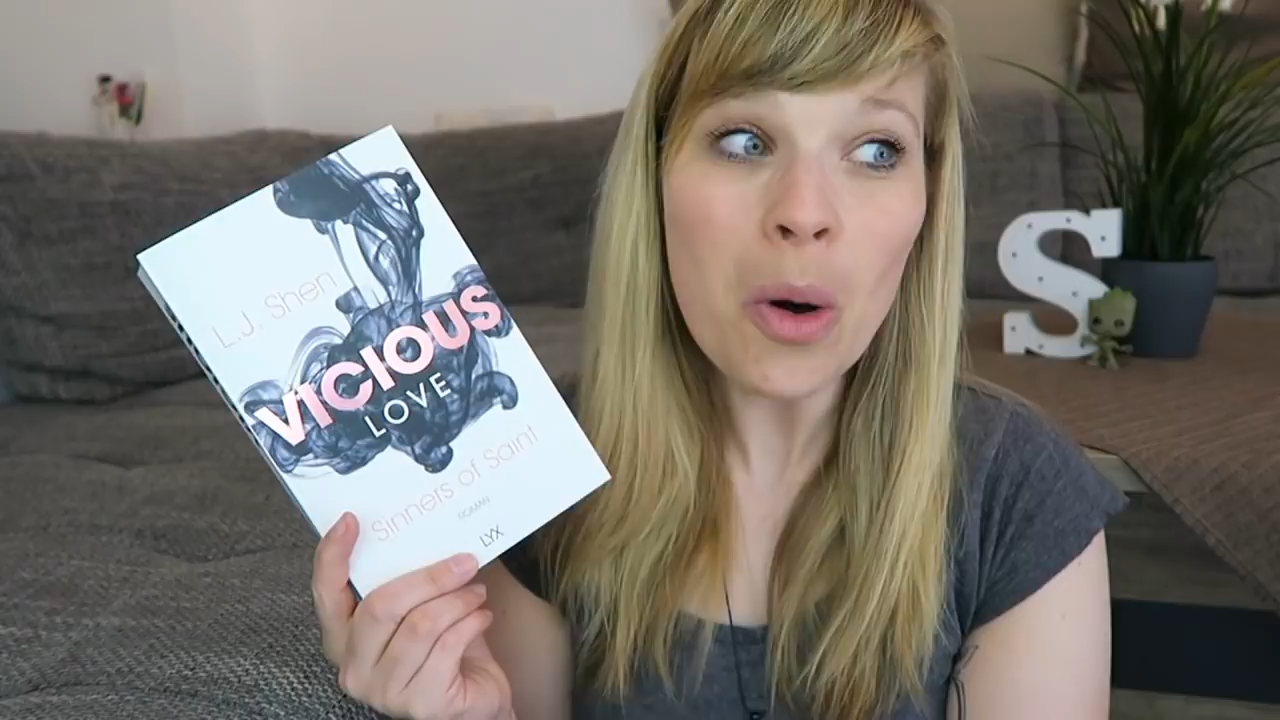 L.J. Shen
VICIOUS
LOVE
Sinners of Saint
ROMAN
LYX
S